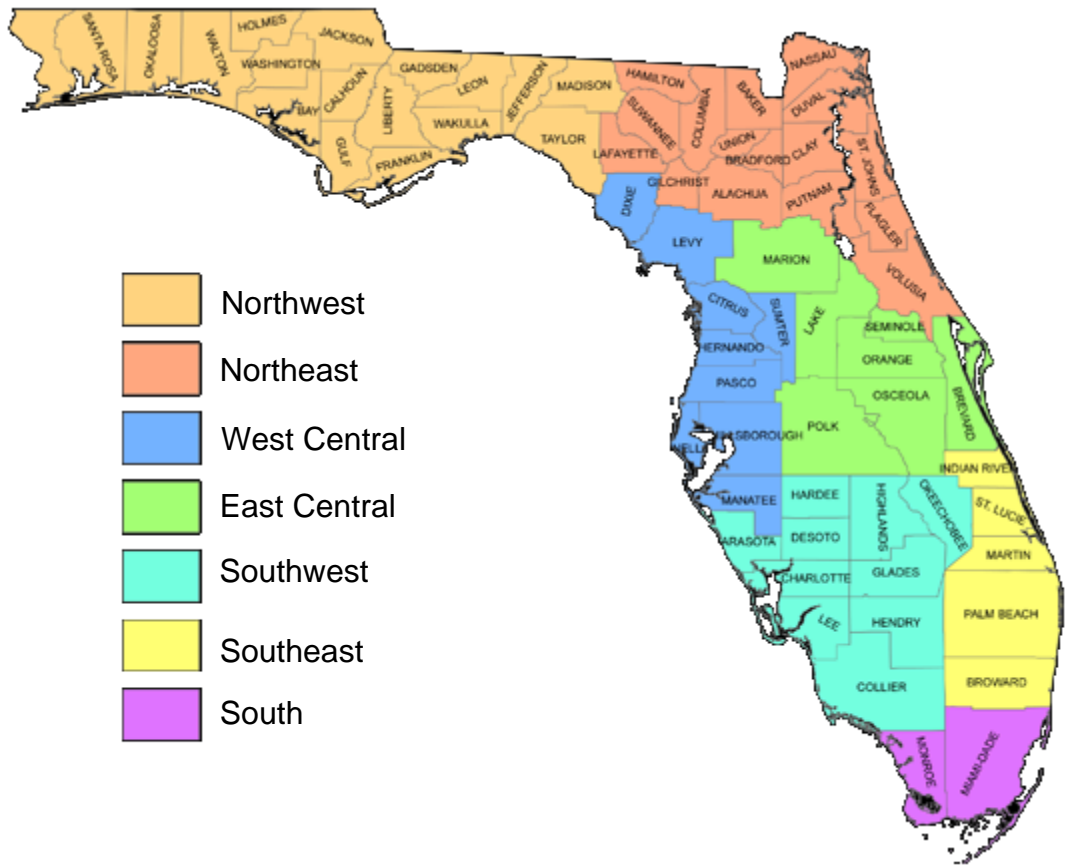 HOLMES
JACKSON
SANTA ROSA
OKALOOSA
WALTON
WASHINGTON
BAY
CALHOUN
GULF
LIBERTY
GADSDEN
LEON
WAKULLA
FRANKLIN
JEFFERSON
MADISON
TAYLOR
HAMILTON
SUWANNEE
LAFAYETTE
COLUMBIA
BAKER
NASSAU
DUVAL
UNION
BRADFORD
CLAY
ST. JOHNS
GILCHRIST
ALACHUA
PUTNAM
FLAGLER
VOLUSIA
DIXIE
LEVY
MARION
CITRUS
SUMTER
LAKE
SEMINOLE
HERNANDO
ORANGE
PASCO
OSCEOLA
BREVARD
POLK
LLSBOROUGH
NELL
INDIAN RIVER
MANATEE
HARDEE
HIGHLANDS
OKEECHOBEE
ST. LUCIE
ARASOTA
DESOTO
MARTIN
CHARLOTTE
GLADES
LEE
HENDRY
PALM BEACH
COLLIER
BROWARD
MONROE
MIAMI-DADE
Northwest
Northeast
West Central
East Central
Southwest
Southeast
South